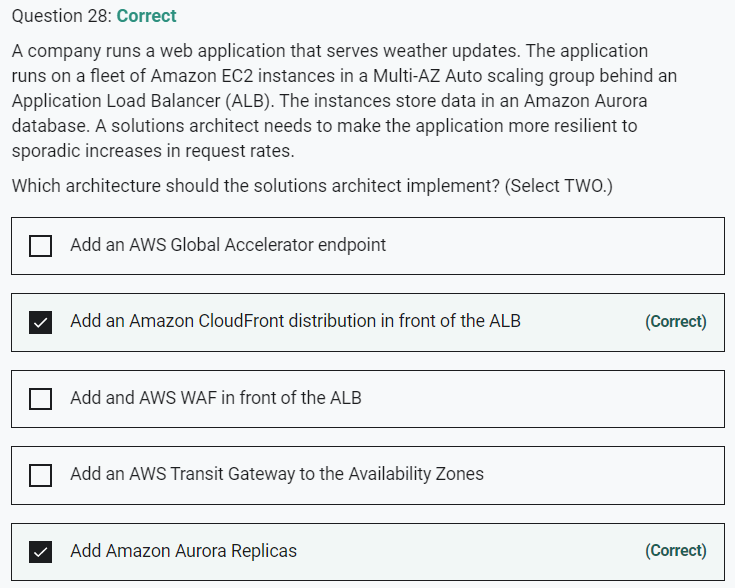 Question 28: Correct
A company runs a web application that serves weather updates. The application
runs on a fleet of Amazon EC2 instances in a Multi-AZ Auto scaling group behind an
Application Load Balancer (ALB). The instances store data in an Amazon Aurora
database. A solutions architect needs to make the application more resilient to
sporadic increases in request rates.
Which architecture should the solutions architect implement? (Select TWO.)
Add an AWS Global Accelerator endpoint
Add an Amazon CloudFront distribution in front of the ALB (Correct)
Add and AWS WAF in front of the ALB
Add an AWS Transit Gateway to the Availability Zones
Add Amazon Aurora Replicas (Correct)